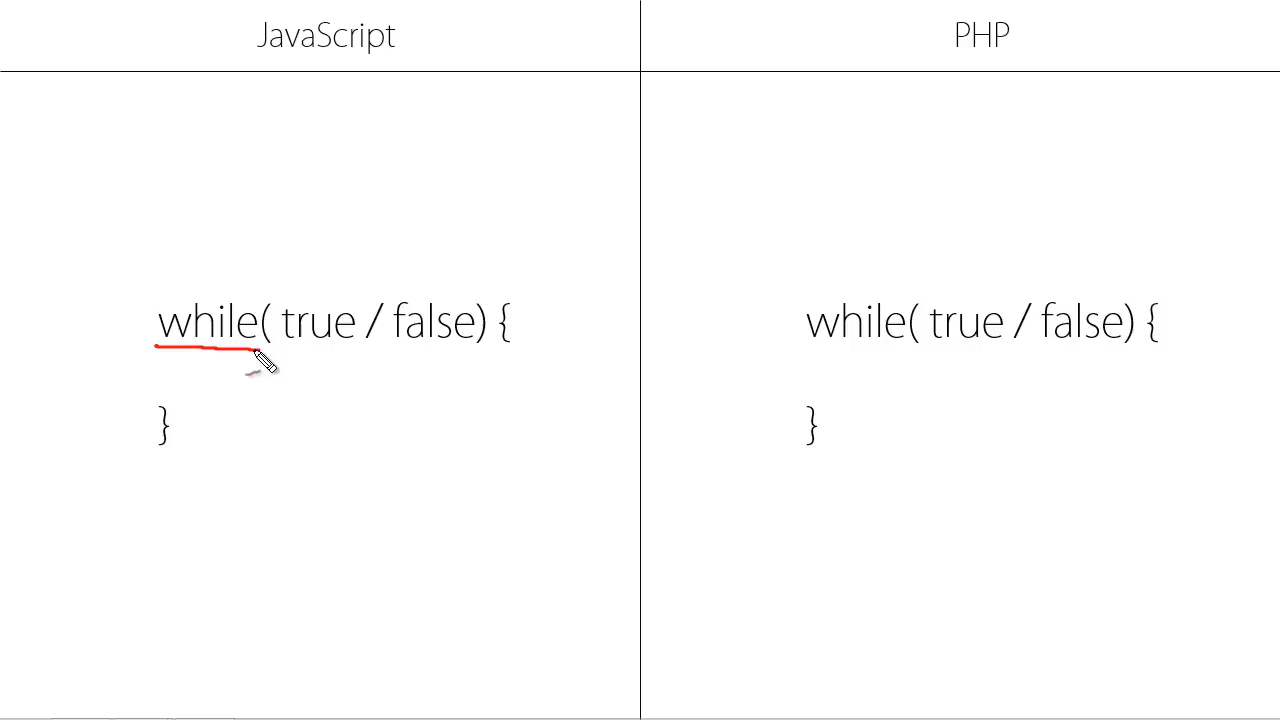 JavaScript
PHP
while( true / false) {
}
while( true / false) {
}